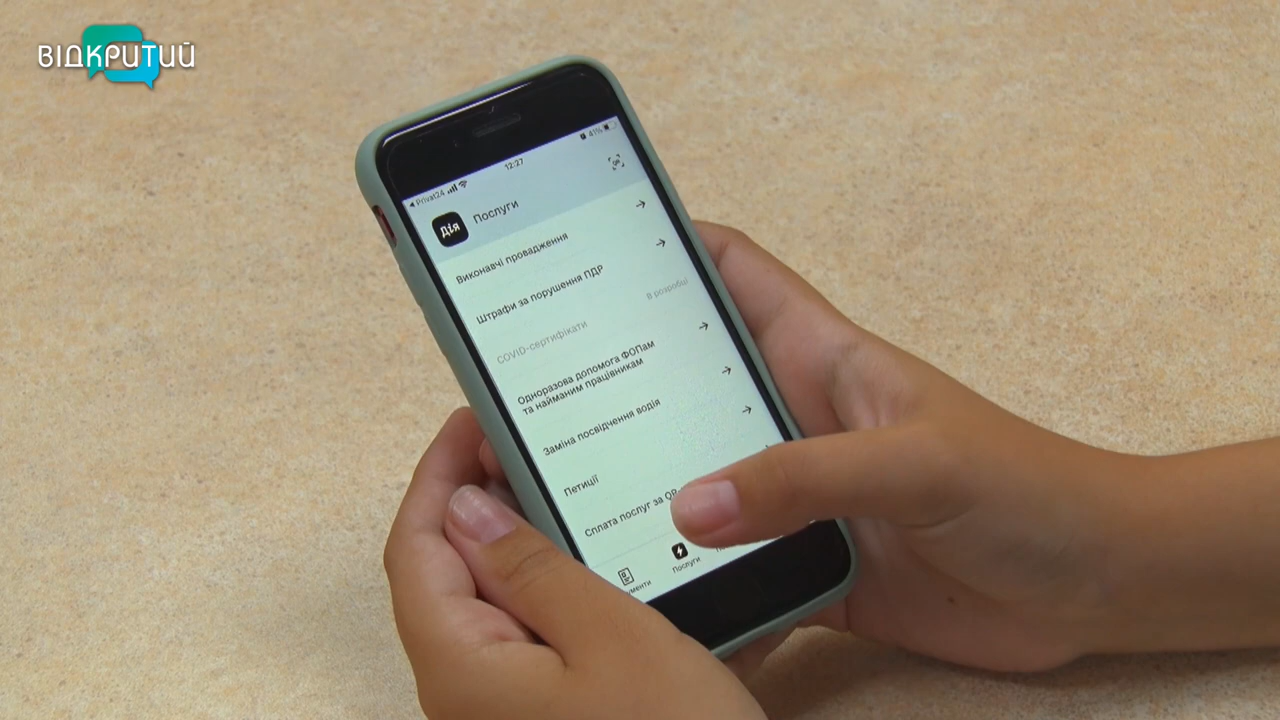 ВІДКРИТИЙ
Privat24
12:27
41%
Дія
Послуги
Виконавчі провадження
Штрафи за порушення ПДР
COVID-сертифікати
В розробці
Одноразова допомога ФОПам
та найманим працівникам
Заміна посвідчення водія
Петиції
Сплата послуг за QR
Послуги